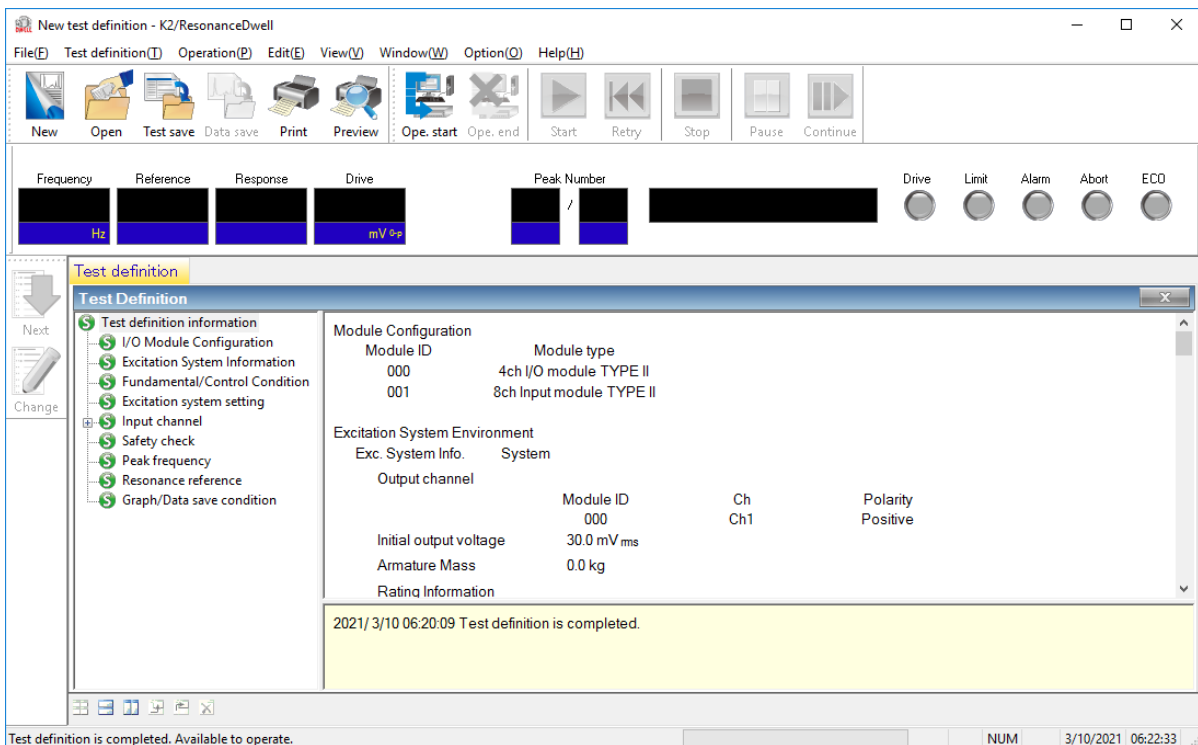 New test definition - K2/ResonanceDwell
File(F) Test definition(T) Operation(P) Edit(E) View(V) Window(W) Option(O) Help(H)
New Open Test save Data save Print Preview Ope. start Ope. end Start Retry Stop Pause Continue
Frequency Reference Response Drive Peak Number Drive Limit Alarm Abort ECO
/
Hz mV 0-p
Test definition
Test Definition
Next
Change
Test definition information
I/O Module Configuration
Excitation System Information
Fundamental/Control Condition
Excitation system setting
Input channel
Safety check
Peak frequency
Resonance reference
Graph/Data save condition
Module Configuration
Module ID Module type
000 4ch I/O module TYPE II
001 8ch Input module TYPE II
Excitation System Environment
Exc. System Info. System
Output channel
Module ID Ch Polarity
000 Ch1 Positive
Initial output voltage 30.0 mV rms
Armature Mass 0.0 kg
Rating Information
2021/ 3/10 06:20:09 Test definition is completed.
Test definition is completed. Available to operate. NUM 3/10/2021 06:22:33